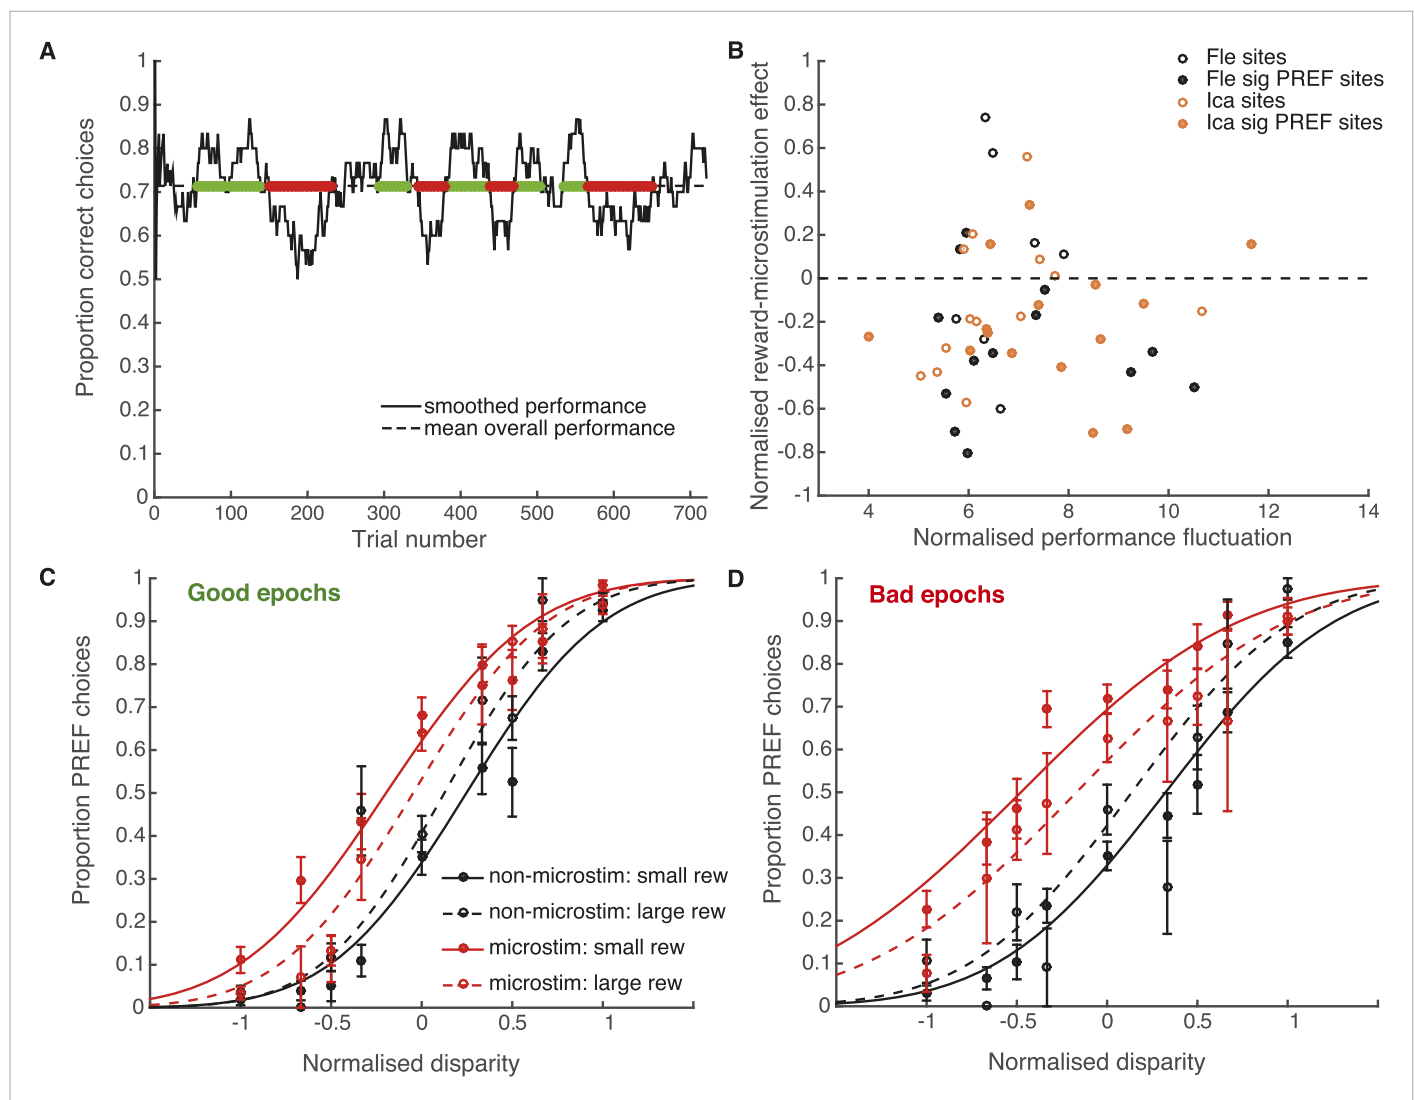 A
1
0.9
0.8
0.7
0.6
0.5
0.4
0.3
0.2
0.1
0
Proportion correct choices
smoothed performance
mean overall performance
0 100 200 300 400 500 600 700
Trial number
B
1
0.8
0.6
0.4
0.2
0
-0.2
-0.4
-0.6
-0.8
-1
Normalised reward-microstimulation effect
Fle sites
Fle sig PREF sites
Ica sites
Ica sig PREF sites
4 6 8 10 12 14
Normalised performance fluctuation
C
Good epochs
1
0.9
0.8
0.7
0.6
0.5
0.4
0.3
0.2
0.1
0
Proportion PREF choices
non-microstim: small rew
non-microstim: large rew
microstim: small rew
microstim: large rew
-1 -0.5 0 0.5 1
Normalised disparity
D
Bad epochs
1
0.9
0.8
0.7
0.6
0.5
0.4
0.3
0.2
0.1
0
Proportion PREF choices
-1 -0.5 0 0.5 1
Normalised disparity